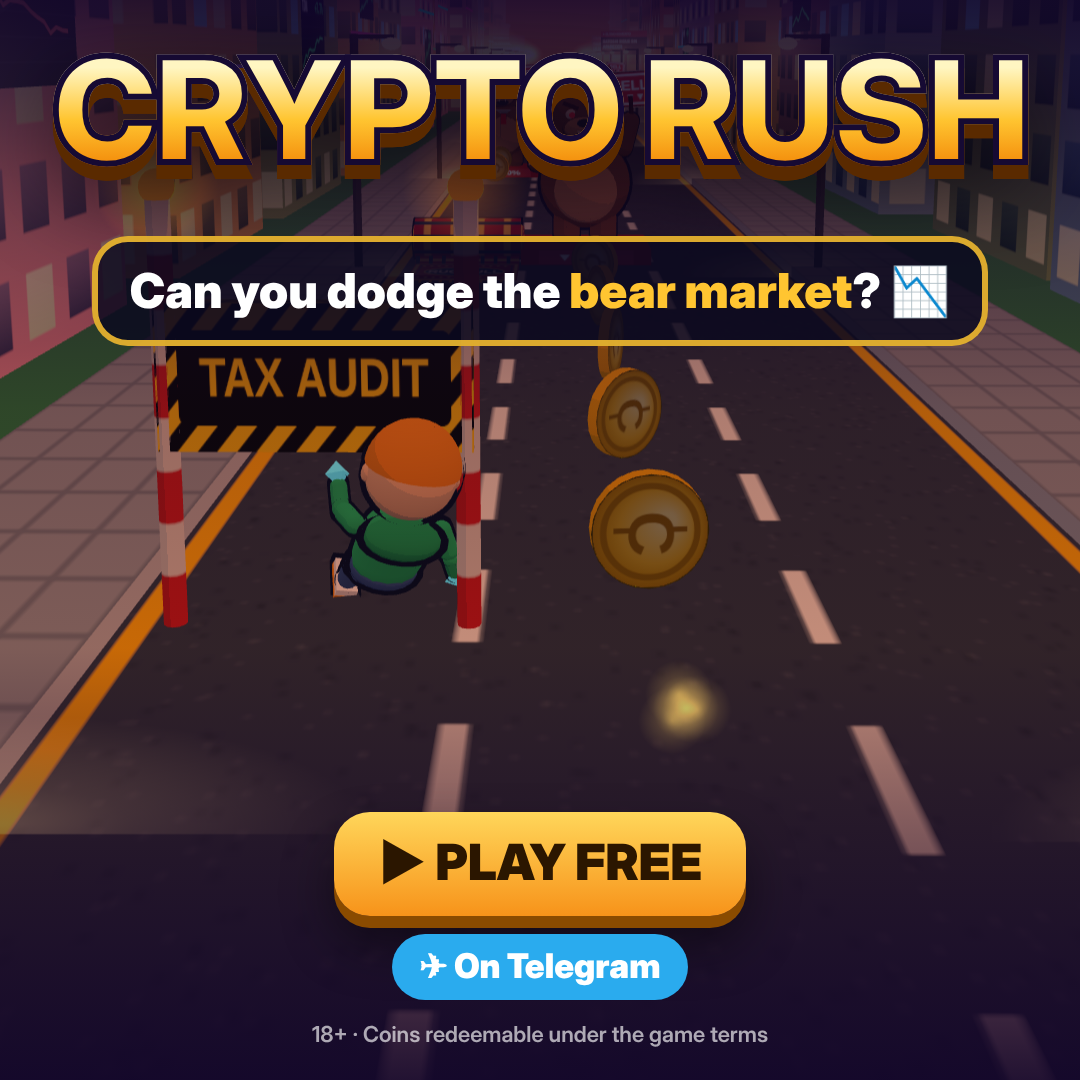 CRYPTO RUSH
Can you dodge the bear market? 📉
TAX AUDIT
▶ PLAY FREE
✈ On Telegram
18+ · Coins redeemable under the game terms